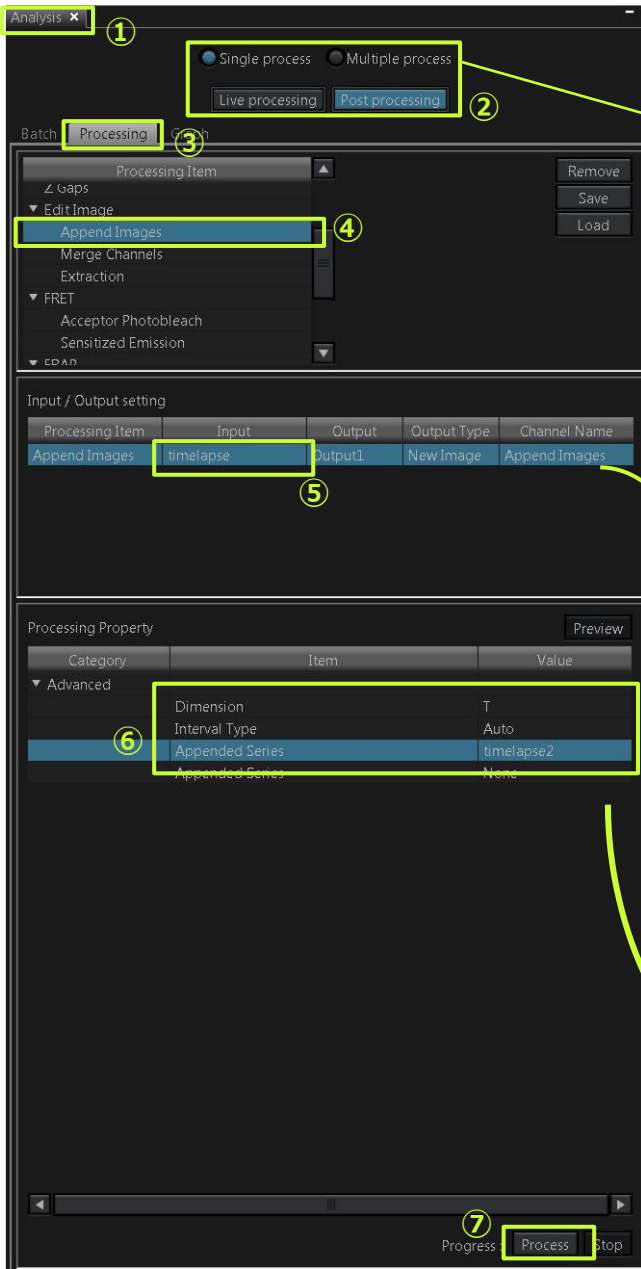 Analysis ×
①
Single process Multiple process
Live processing Post processing
②
Batch Processing Graph
③
Processing Item
Remove
Z Gaps
Save
Edit Image
Load
Append Images
④
Merge Channels
Extraction
FRET
Acceptor Photobleach
Sensitized Emission
FRAP
Input / Output setting
Processing Item Input Output Output Type Channel Name
Append Images timelapse Output1 New Image Append Images
⑤
Processing Property
Preview
Category Item Value
Advanced
Dimension T
⑥
Interval Type Auto
Appended Series timelapse2
Appended Series None
⑦
Progress : Process Stop